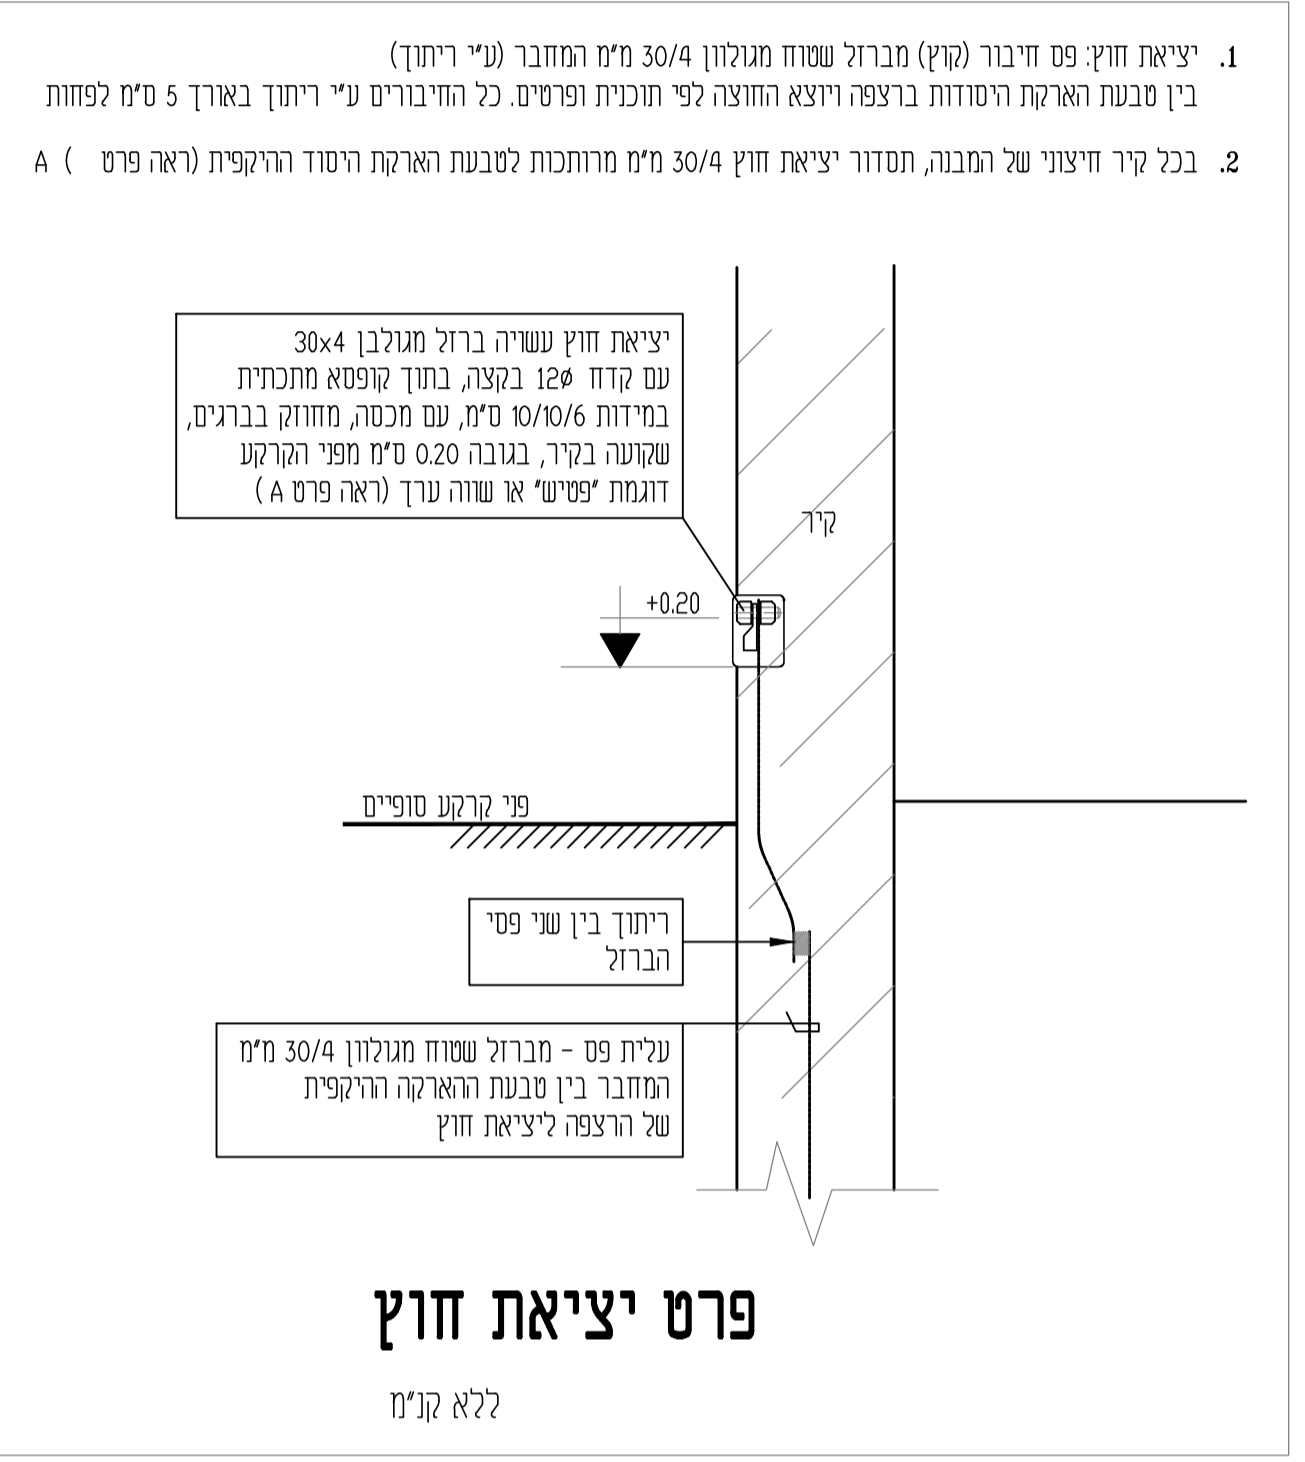 1. יציאת חוץ: פס חיבור (קוץ) מברזל שטוח מגולוון 30/4 מ"מ המחבר (ע"י ריתוך)
בין טבעת הארקת היסודות ברצפה ויוצא החוצה לפי תוכנית ופרטים. כל החיבורים ע"י ריתוך באורך 5 ס"מ לפחות
2. בכל קיר חיצוני של המבנה, תסדור יציאת חוץ 30/4 מ"מ מרותכות לטבעת הארקת היסוד ההיקפית (ראה פרט ) A
יציאת חוץ עשויה ברזל מגולבן 30x4
עם קדח 12ø בקצה, בתוך קופסא מתכתית
במידות 10/10/6 ס"מ, עם מכסה, מחוזק בברגים,
שקועה בקיר, בגובה 0.20 ס"מ מפני הקרקע
דוגמת "פטיש" או שווה ערך (ראה פרט A )
קיר
+0.20
פני קרקע סופיים
ריתוך בין שני פסי
הברזל
עלית פס - מברזל שטוח מגולוון 30/4 מ"מ
המחבר בין טבעת ההארקה ההיקפית
של הרצפה ליציאת חוץ
פרט יציאת חוץ
ללא קנ"מ